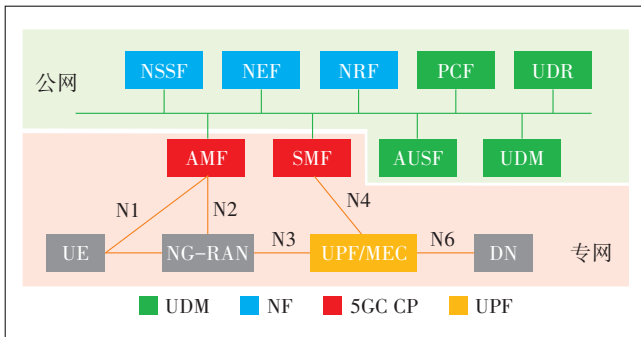 公网
NSSF NEF NRF PCF UDR
AMF SMF AUSF UDM
N1 N2 N4
UE NG-RAN N3 UPF/MEC N6 DN 专网
UDM NF 5GC CP UPF